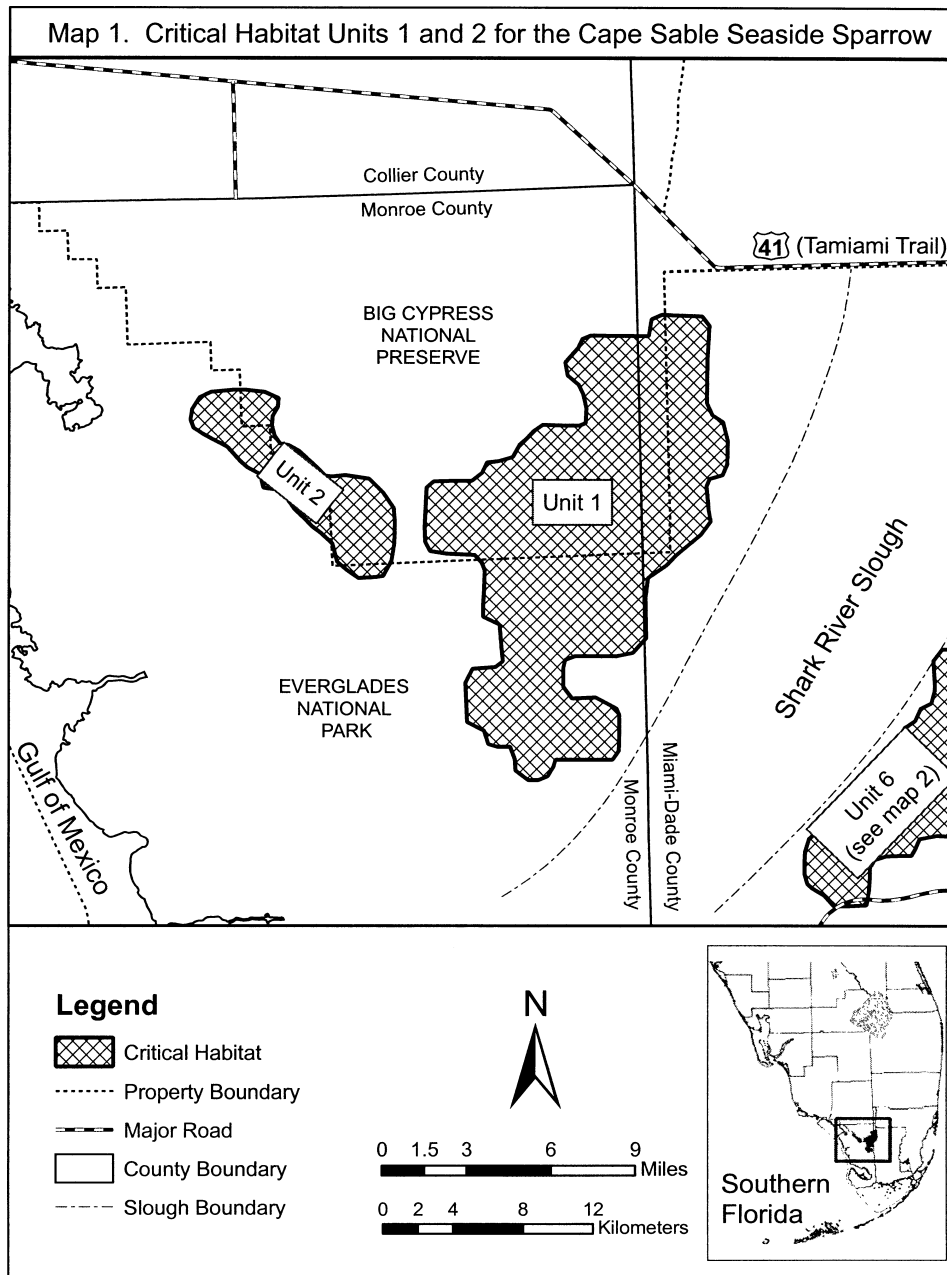 Map 1. Critical Habitat Units 1 and 2 for the Cape Sable Seaside Sparrow
Collier County
Monroe County
41 (Tamiami Trail)
BIG CYPRESS
NATIONAL
PRESERVE
Unit 2
Unit 1
Shark River Slough
EVERGLADES
NATIONAL
PARK
Gulf of Mexico
Monroe County
Miami-Dade County
Unit 6
(see map 2)
Legend
Critical Habitat
Property Boundary
Major Road
County Boundary
Slough Boundary
N
0 1.5 3 6 9
Miles
0 2 4 8 12
Kilometers
Southern
Florida